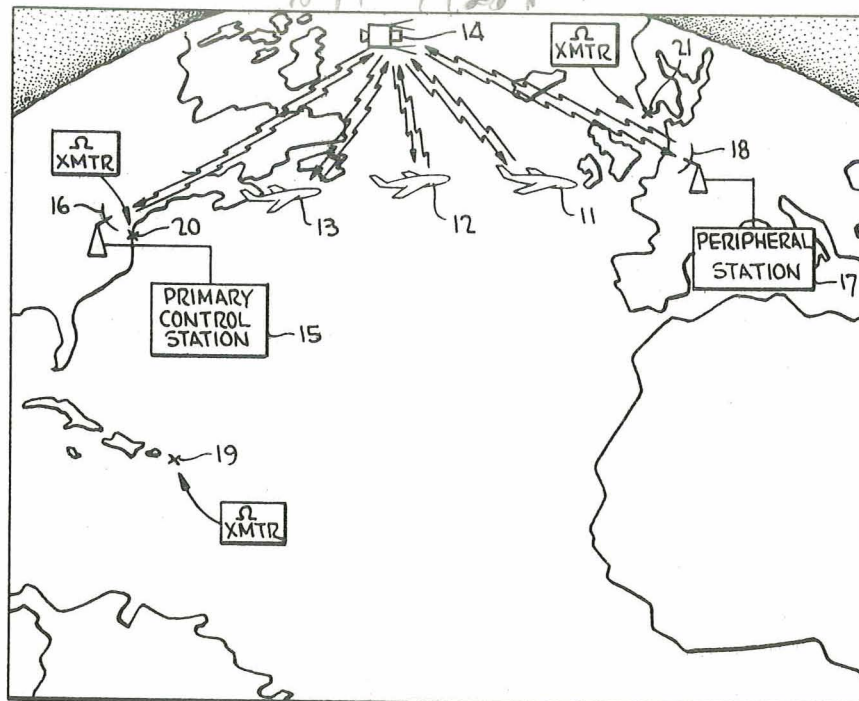 14
Ω
XMTR
21
Ω
XMTR
18
16
20
13
12
11
PERIPHERAL
STATION
17
PRIMARY
CONTROL
STATION
15
19
Ω
XMTR